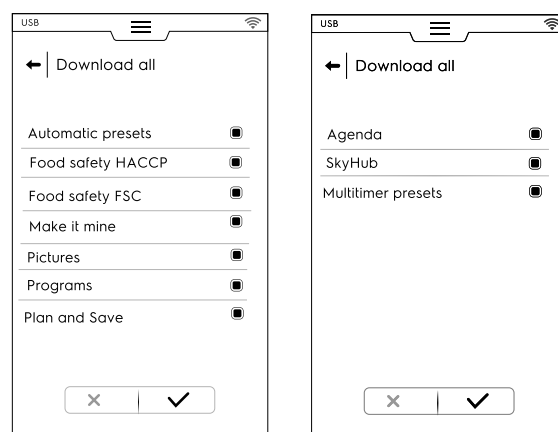 USB
Download all
Automatic presets
Food safety HACCP
Food safety FSC
Make it mine
Pictures
Programs
Plan and Save
USB
Download all
Agenda
SkyHub
Multitimer presets